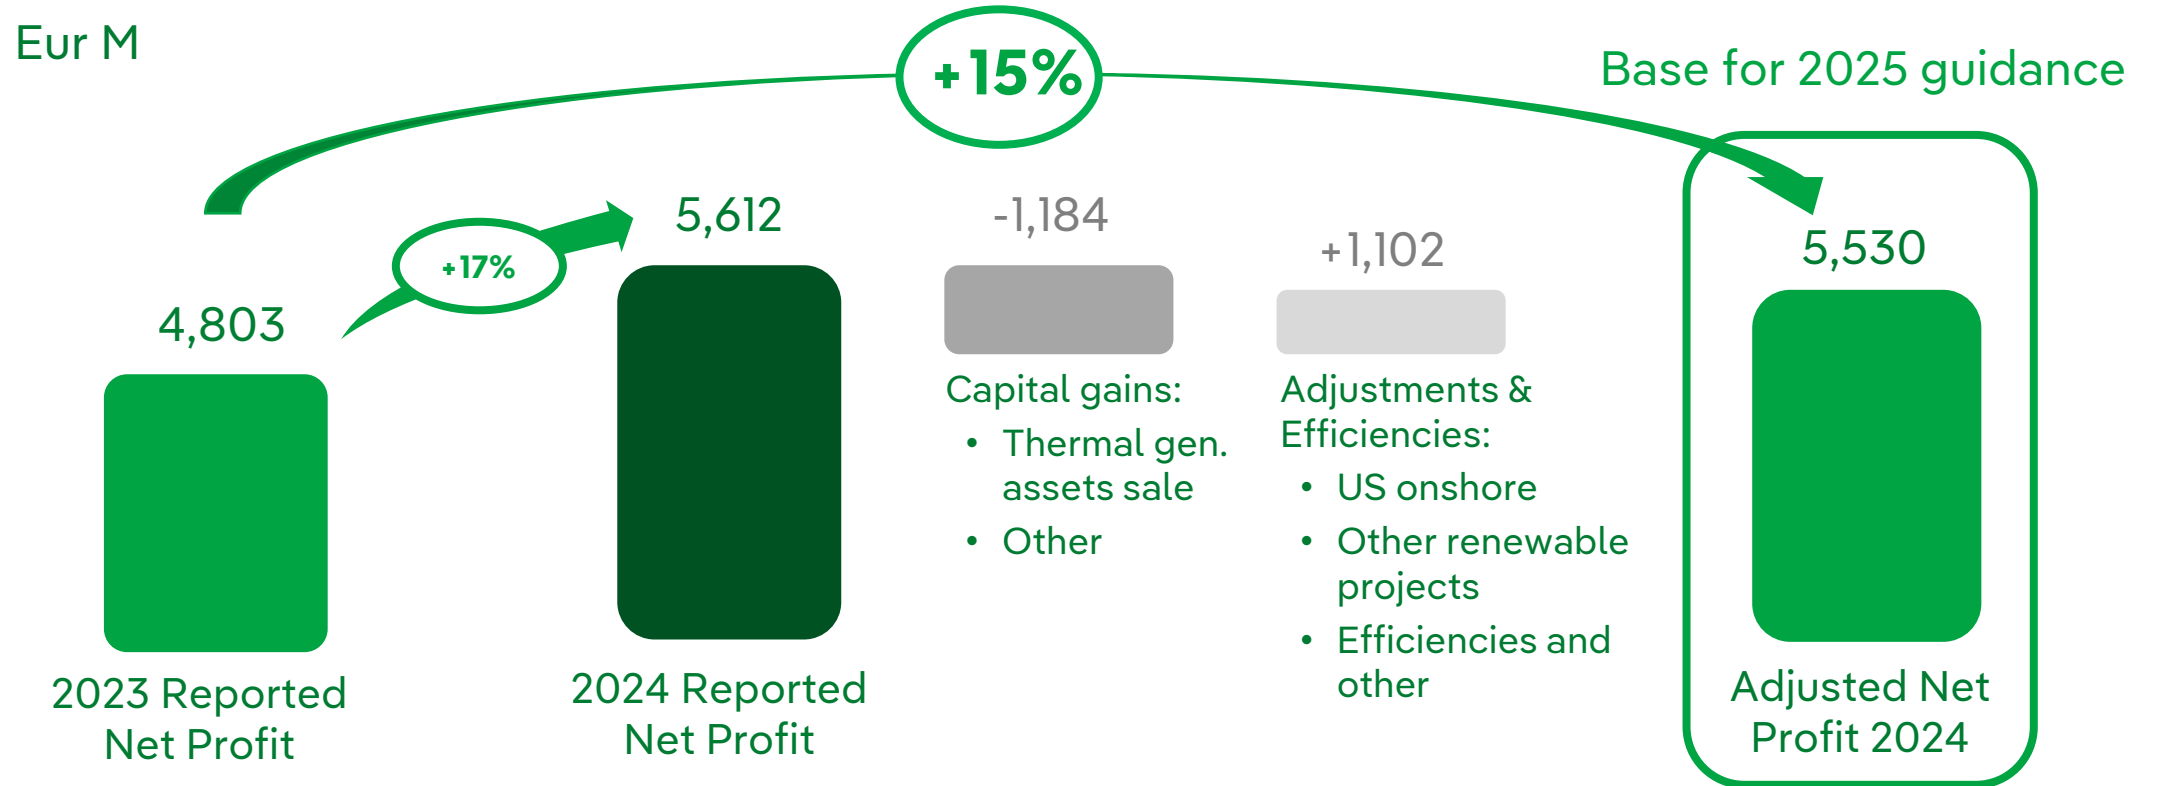 Eur M
+15%
Base for 2025 guidance
4,803
+17%
5,612
-1,184
+1,102
5,530
2023 Reported
Net Profit
2024 Reported
Net Profit
Capital gains:
• Thermal gen.
assets sale
• Other
Adjustments &
Efficiencies:
• US onshore
• Other renewable
projects
• Efficiencies and
other
Adjusted Net
Profit 2024